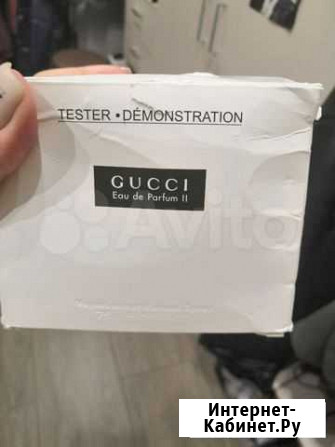 TESTER • DÉMONSTRATION
GUCCI
Eau de Parfum II
Avito
Интернет-
Кабинет.Ру